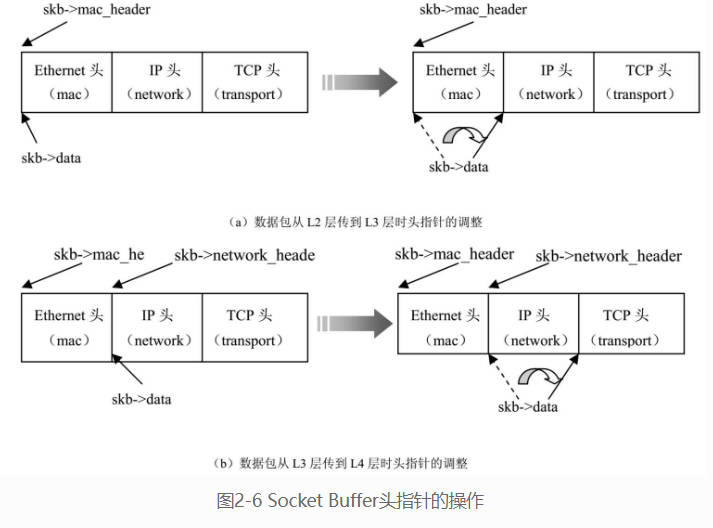 skb->mac_header
skb->mac_header
Ethernet 头 IP 头 TCP 头
（mac） （network） （transport）
Ethernet 头 IP 头 TCP 头
（mac） （network） （transport）
skb->data
skb->data
（a）数据包从 L2 层传到 L3 层时头指针的调整
skb->mac_he skb->network_heade
skb->mac_header
skb->network_header
Ethernet 头 IP 头 TCP 头
（mac） （network） （transport）
Ethernet 头 IP 头 TCP 头
（mac） （network） （transport）
skb->data
skb->data
（b）数据包从 L3 层传到 L4 层时头指针的调整
图2-6 Socket Buffer头指针的操作